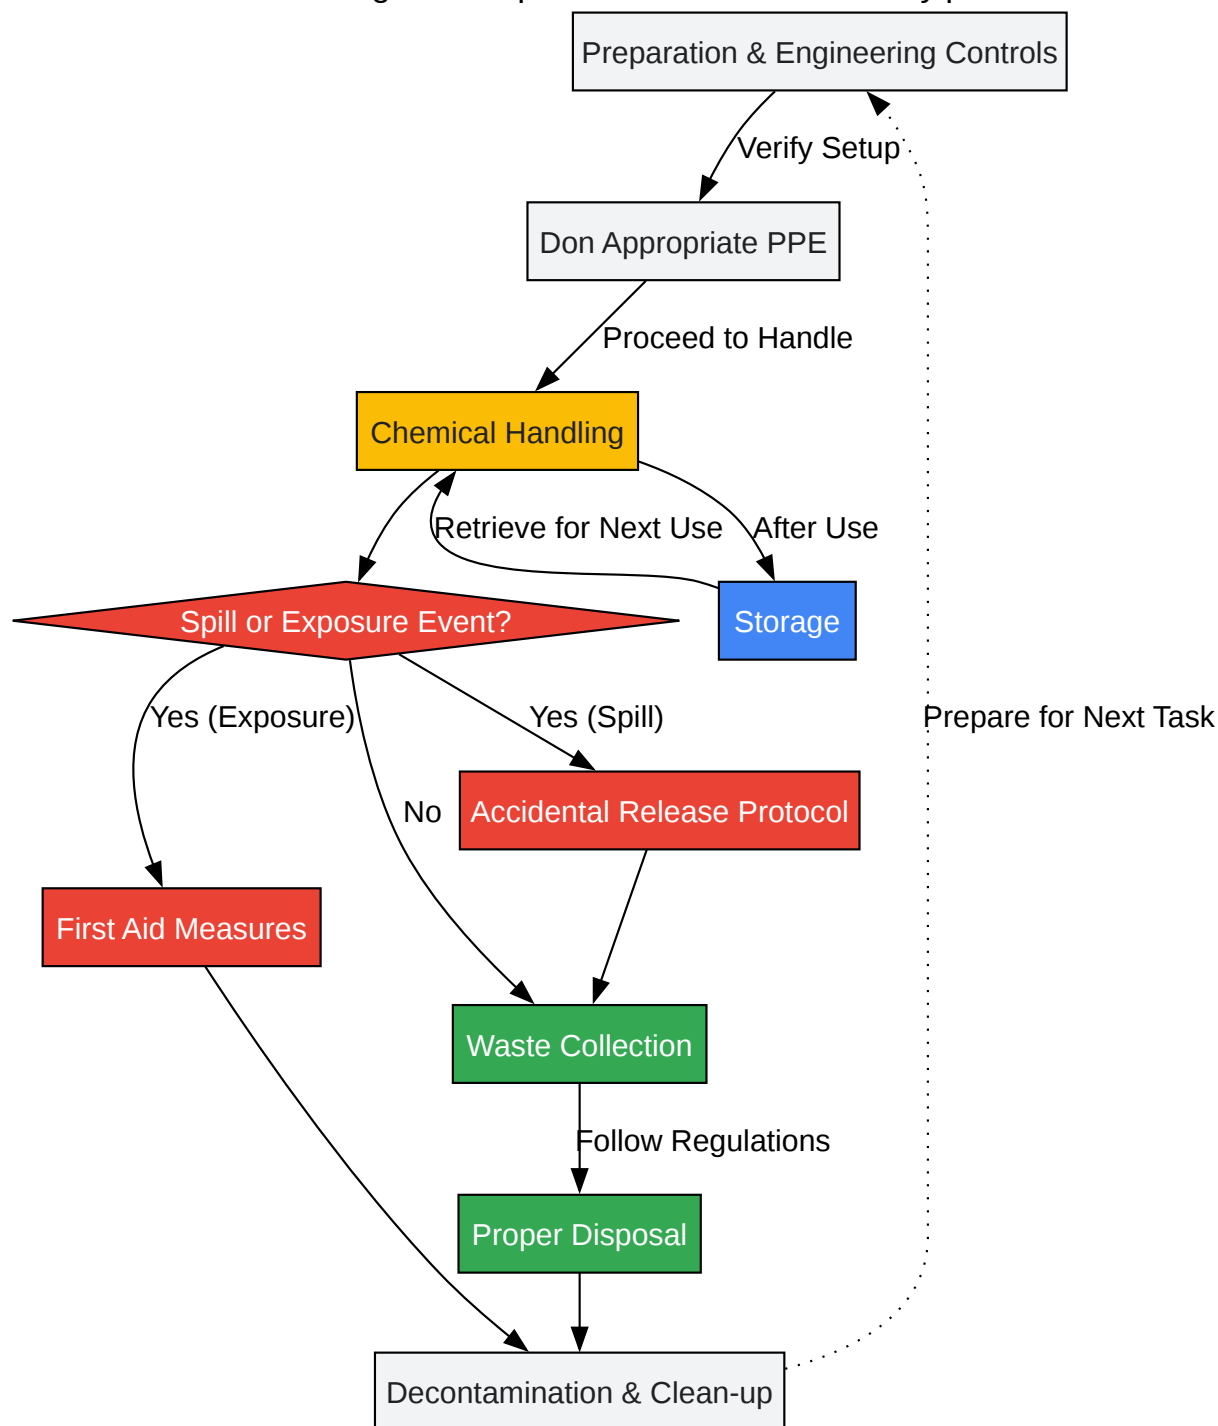 Preparation & Engineering Controls
Verify Setup
Don Appropriate PPE
Proceed to Handle
Chemical Handling
Retrieve for Next Use
After Use
Spill or Exposure Event?
Storage
Yes (Exposure)
Yes (Spill)
Prepare for Next Task
No
Accidental Release Protocol
First Aid Measures
Waste Collection
Follow Regulations
Proper Disposal
Decontamination & Clean-up